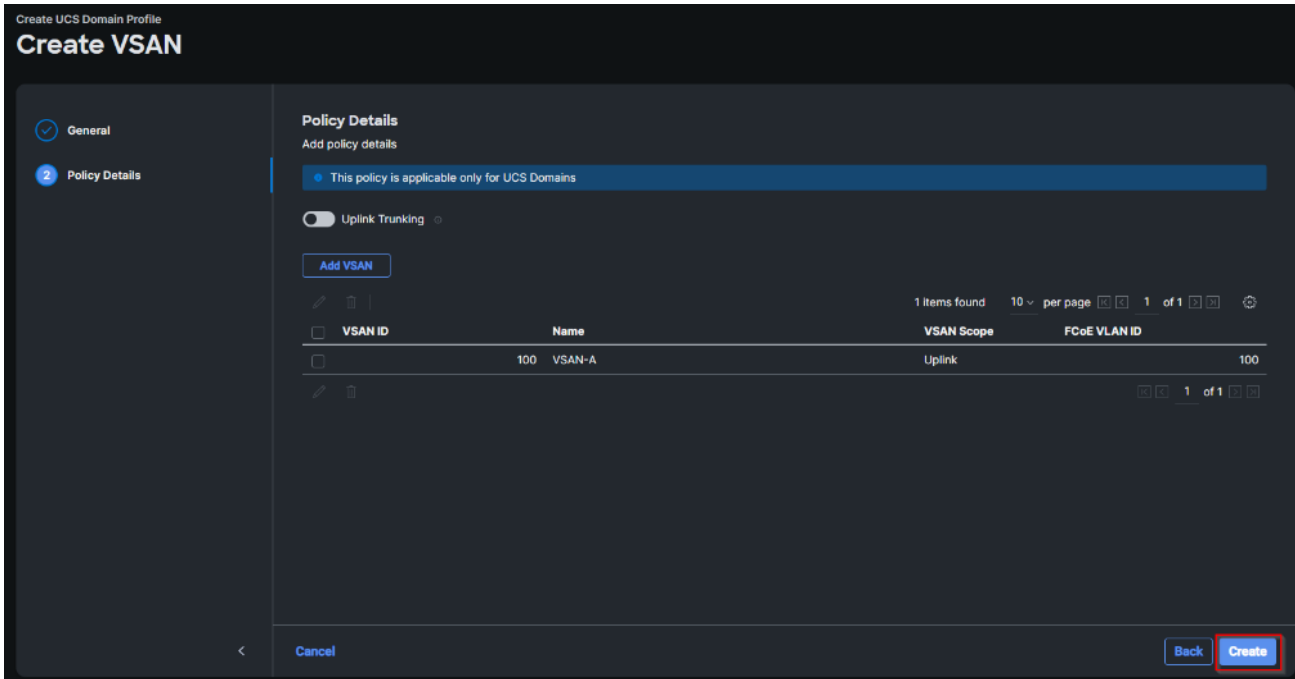 Create UCS Domain Profile
Create VSAN
General
2 Policy Details
Policy Details
Add policy details
This policy is applicable only for UCS Domains
Uplink Trunking
Add VSAN
1 items found 10 per page 1 of 1
VSAN ID Name VSAN Scope FCoE VLAN ID
100 VSAN-A Uplink 100
1 of 1
Cancel Back Create